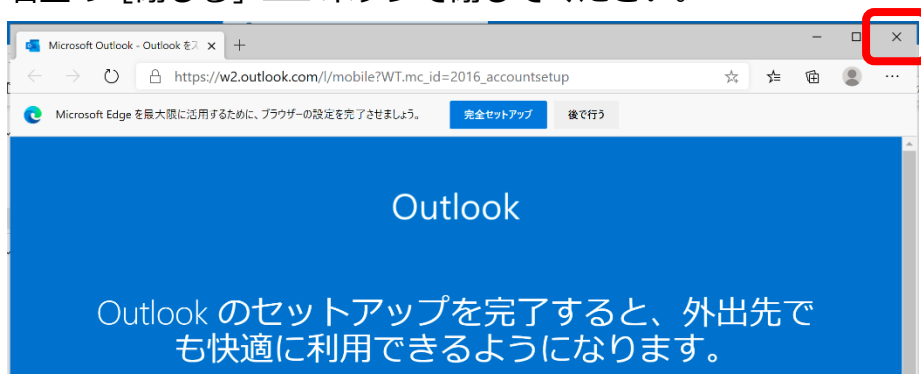 Microsoft Outlook - Outlook をス
https://w2.outlook.com/l/mobile?WT.mc_id=2016_accountsetup
Microsoft Edge を最大限に活用するために、ブラウザーの設定を完了させましょう。 完全セットアップ 後で行う
Outlook
Outlook のセットアップを完了すると、外出先で
も快適に利用できるようになります。